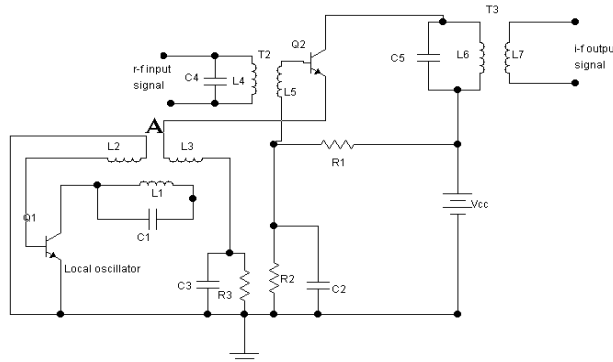 T3
Q2
r-f input
signal
T2
C4
L4
L5
C5
L6
L7
i-f output
signal
A
L2
L3
R1
L1
Q1
C1
Vcc
Local oscillator
C3
R3
R2
C2